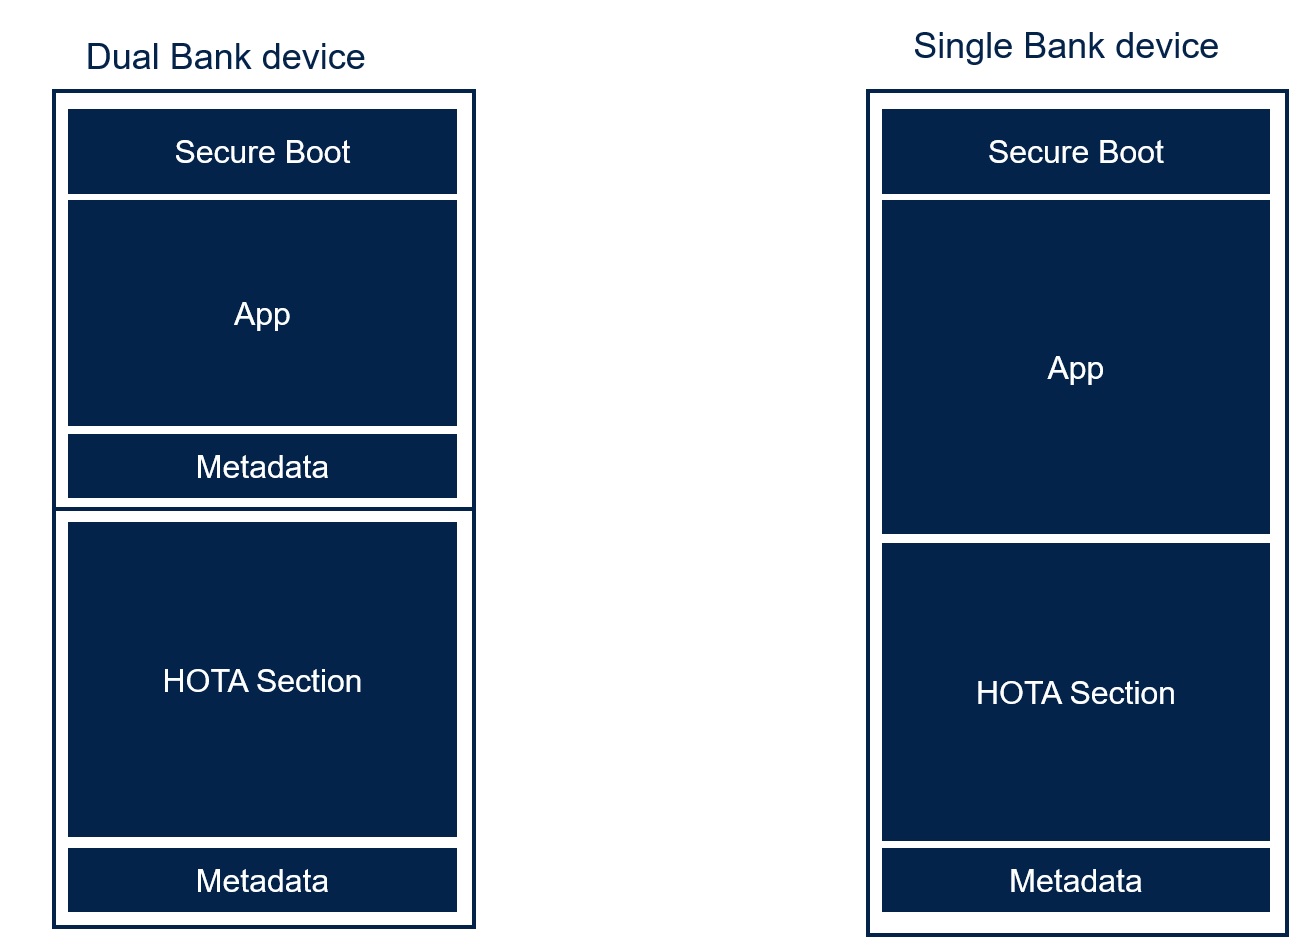 Dual Bank device
Secure Boot
App
Metadata
HOTA Section
Metadata
Single Bank device
Secure Boot
App
HOTA Section
Metadata